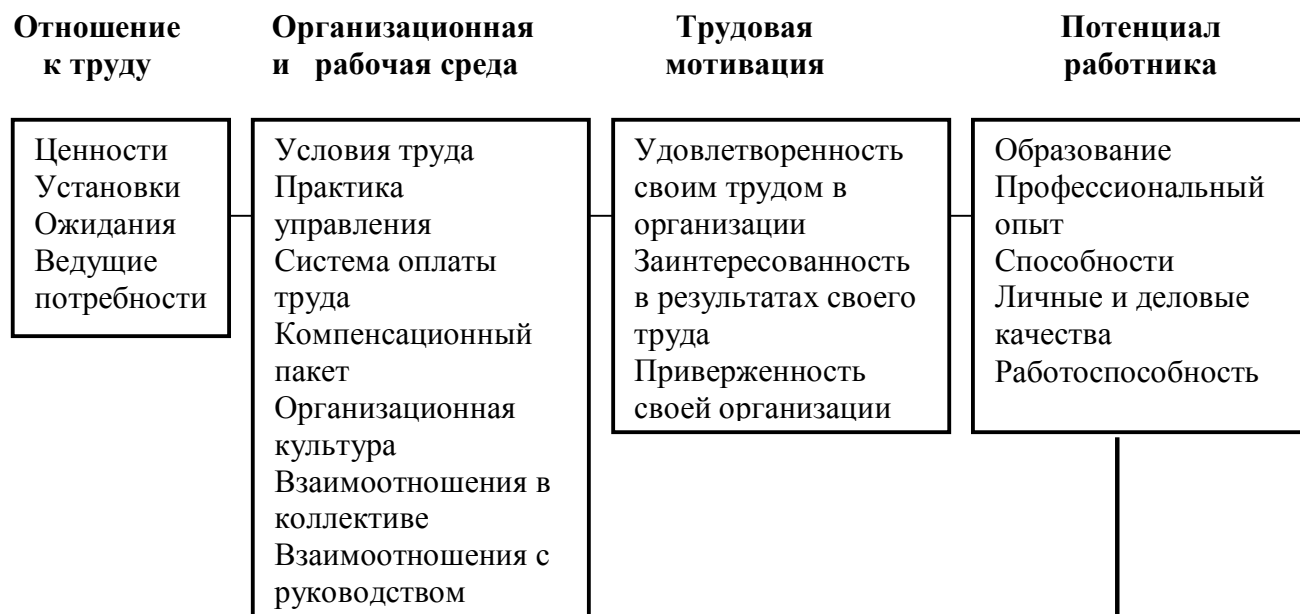 Отношение
к труду
Организационная
и рабочая среда
Трудовая
мотивация
Потенциал
работника
Ценности
Установки
Ожидания
Ведущие
потребности
Условия труда
Практика
управления
Система оплаты
труда
Компенсационный
пакет
Организационная
культура
Взаимоотношения в
коллективе
Взаимоотношения с
руководством
Удовлетворенность
своим трудом в
организации
Заинтересованность
в результатах своего
труда
Приверженность
своей организации
Образование
Профессиональный
опыт
Способности
Личные и деловые
качества
Работоспособность